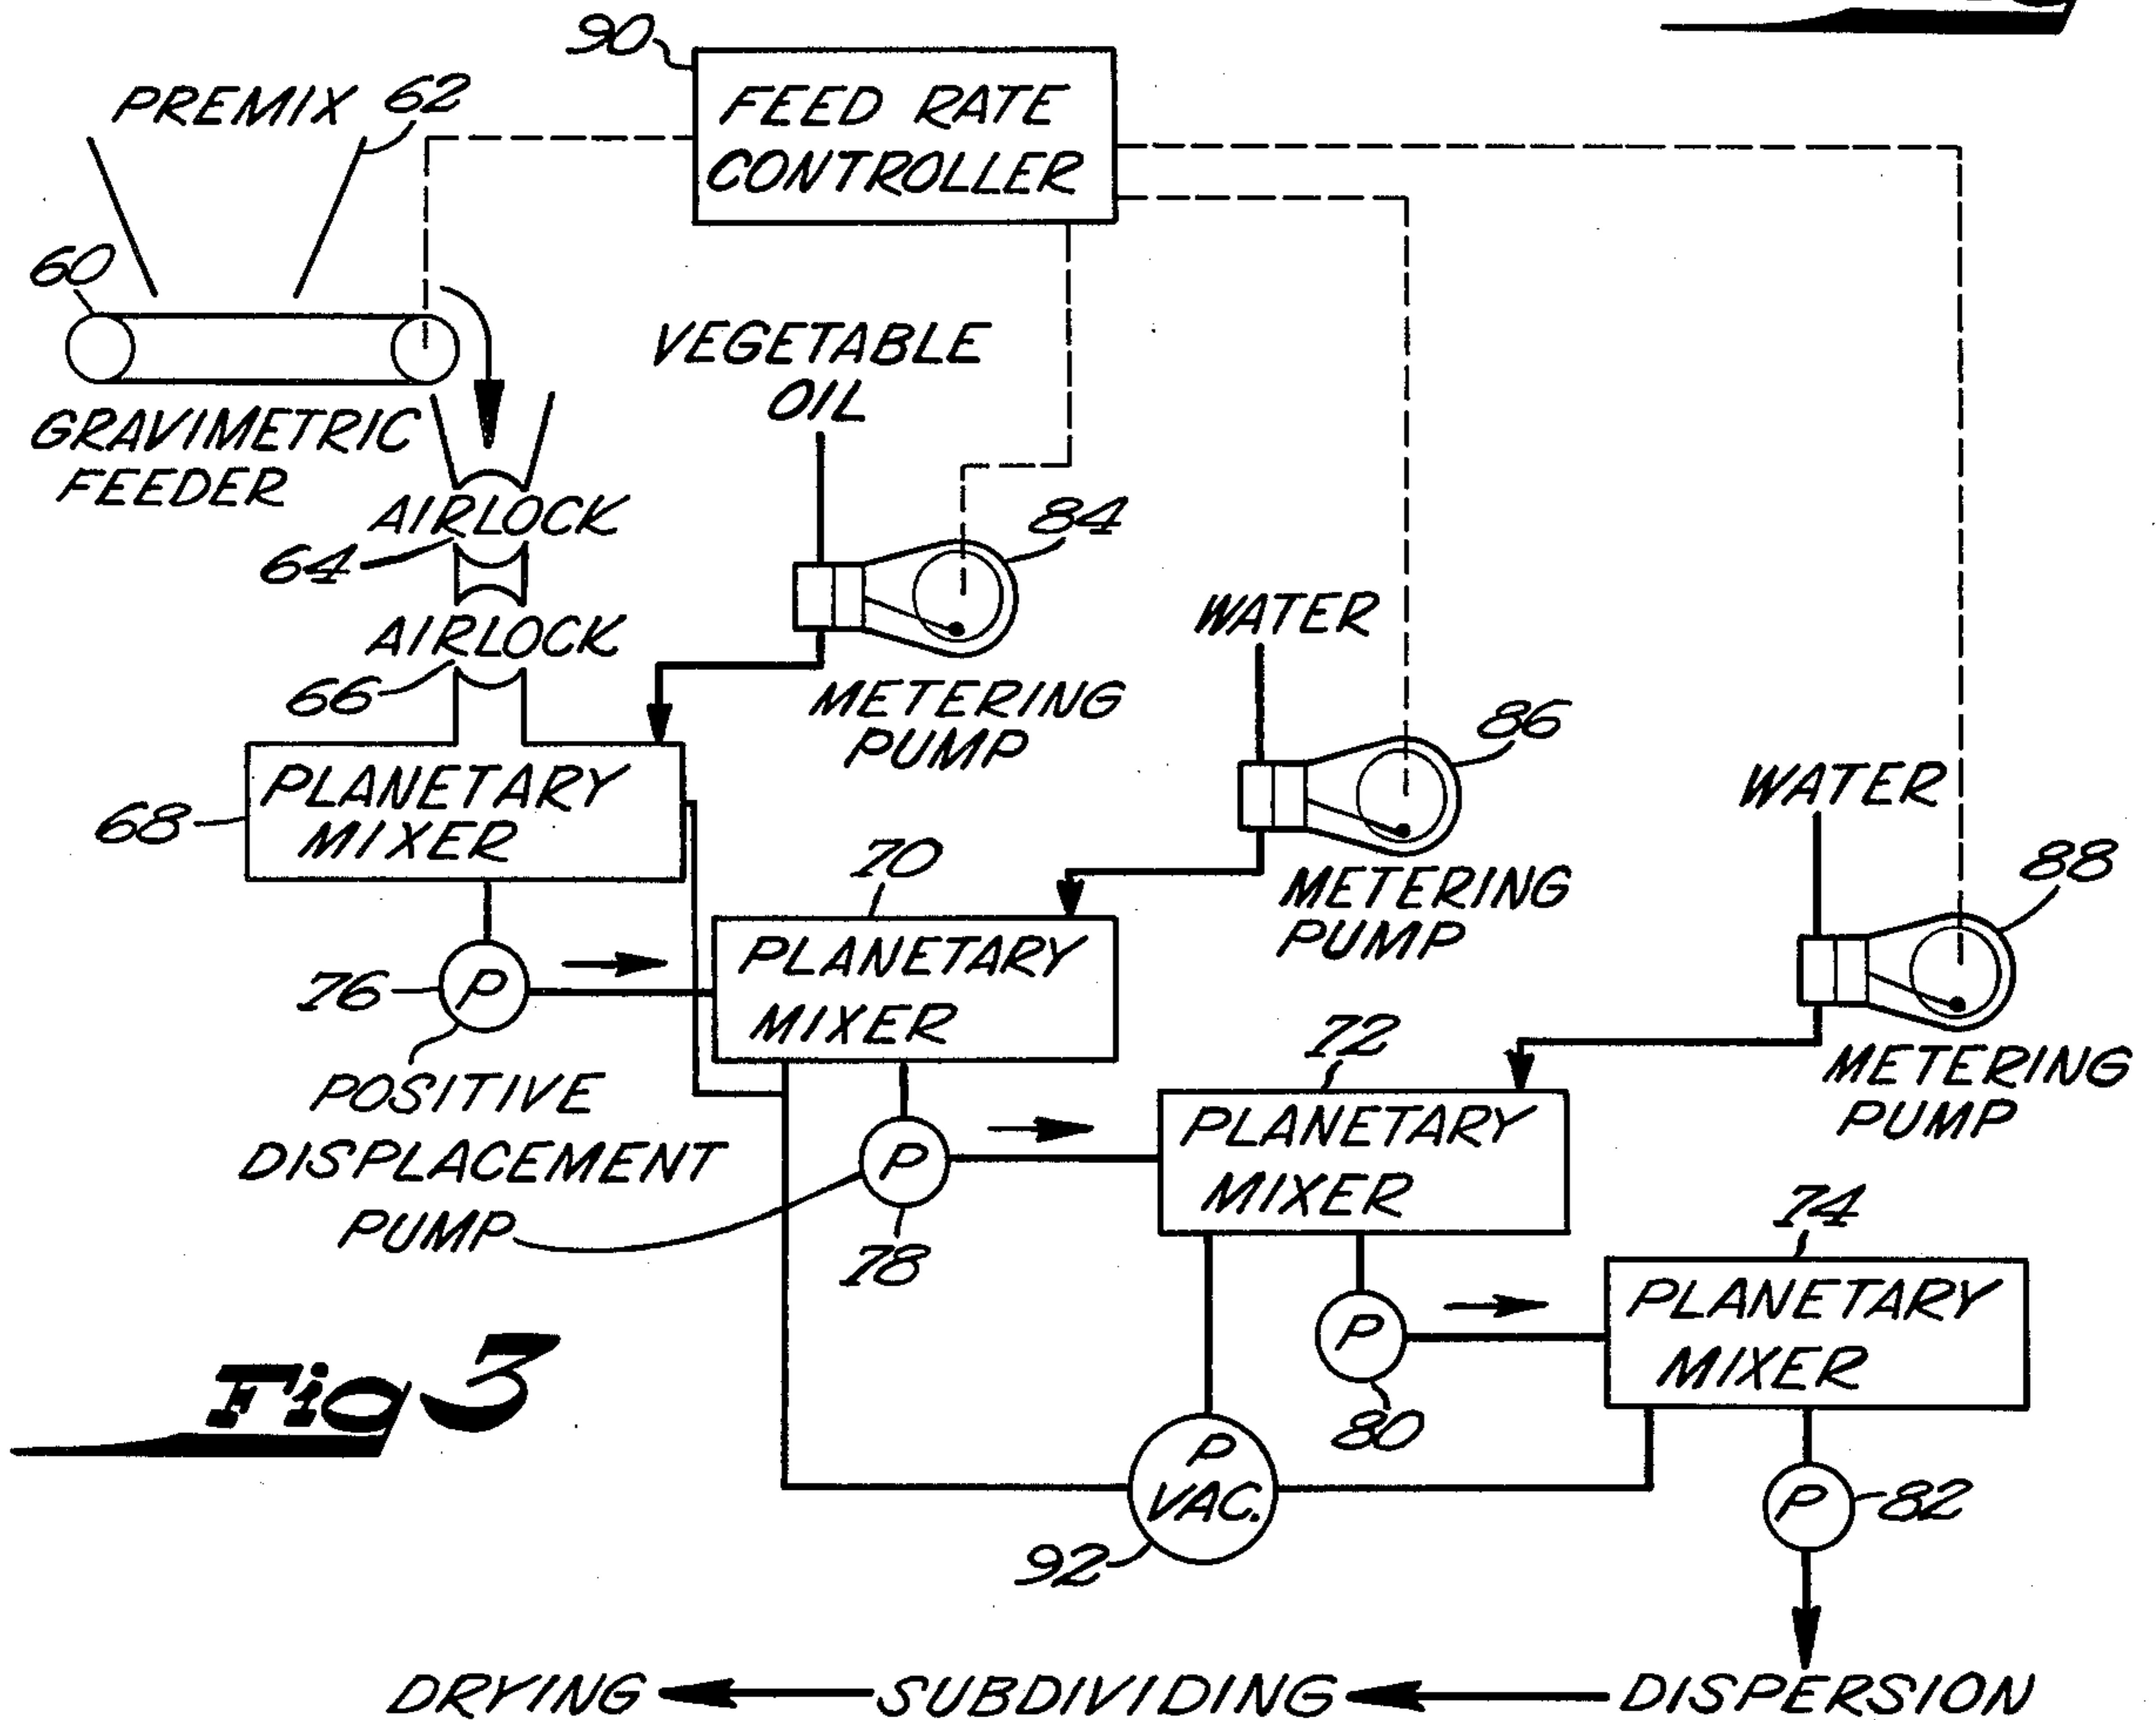 90
PREMIX 62
FEED RATE
CONTROLLER
60
VEGETABLE
OIL
GRAVIMETRIC
FEEDER
AIRLOCK
64
84
AIRLOCK
66
WATER
METERING
PUMP
86
PLANETARY
MIXER
68
WATER
70
METERING
PUMP
88
PLANETARY
MIXER
P
76
72
METERING
PUMP
POSITIVE
DISPLACEMENT
PUMP
P
78
PLANETARY
MIXER
74
PLANETARY
MIXER
P
80
Fig 3
P
VAC.
92
P
82
DRYING SUBDIVIDING DISPERSION